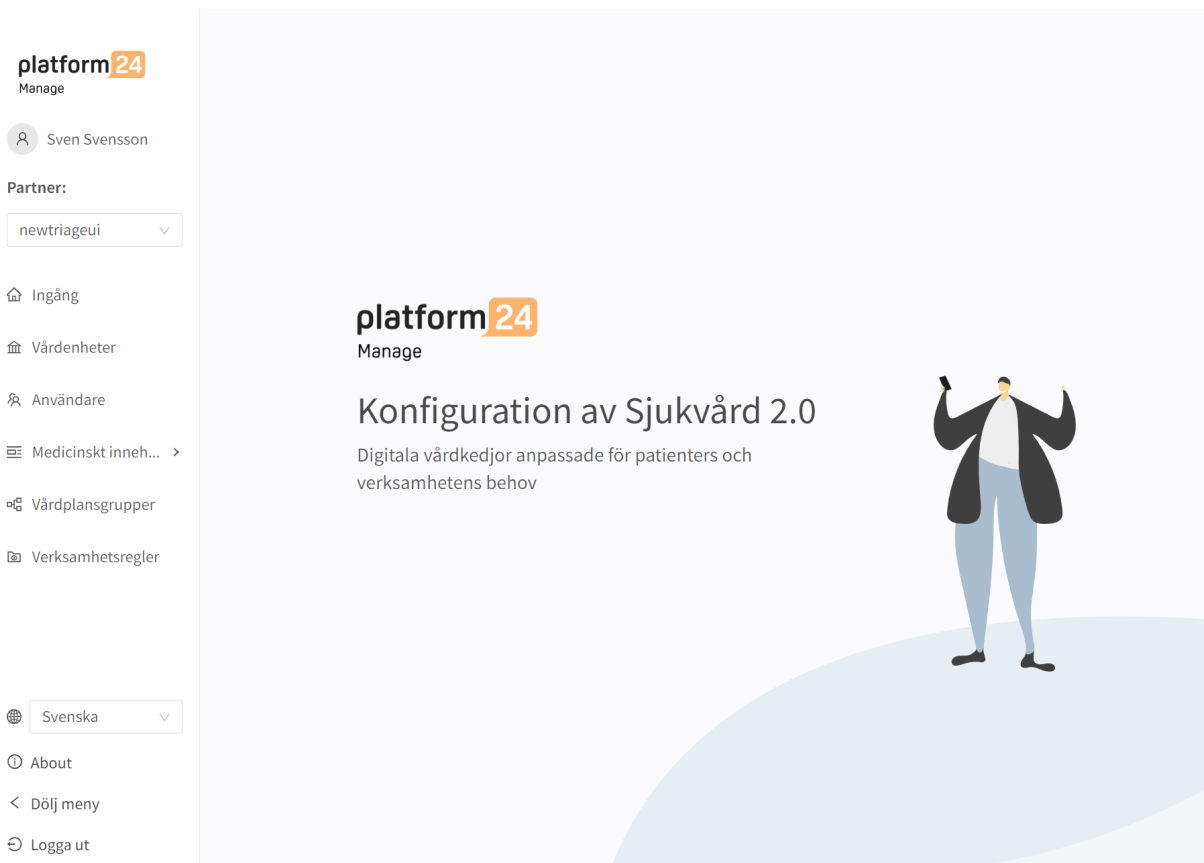 platform24
Manage
Sven Svensson
Partner:
newtriageui
Ingång
Vårdenheter
Användare
Medicinskt inneh...
Vårdplansgrupper
Verksamhetsregler
Svenska
About
Dölj meny
Logga ut
platform24
Manage
Konfiguration av Sjukvård 2.0
Digitala vårdkedjor anpassade för patienters och
verksamhetens behov